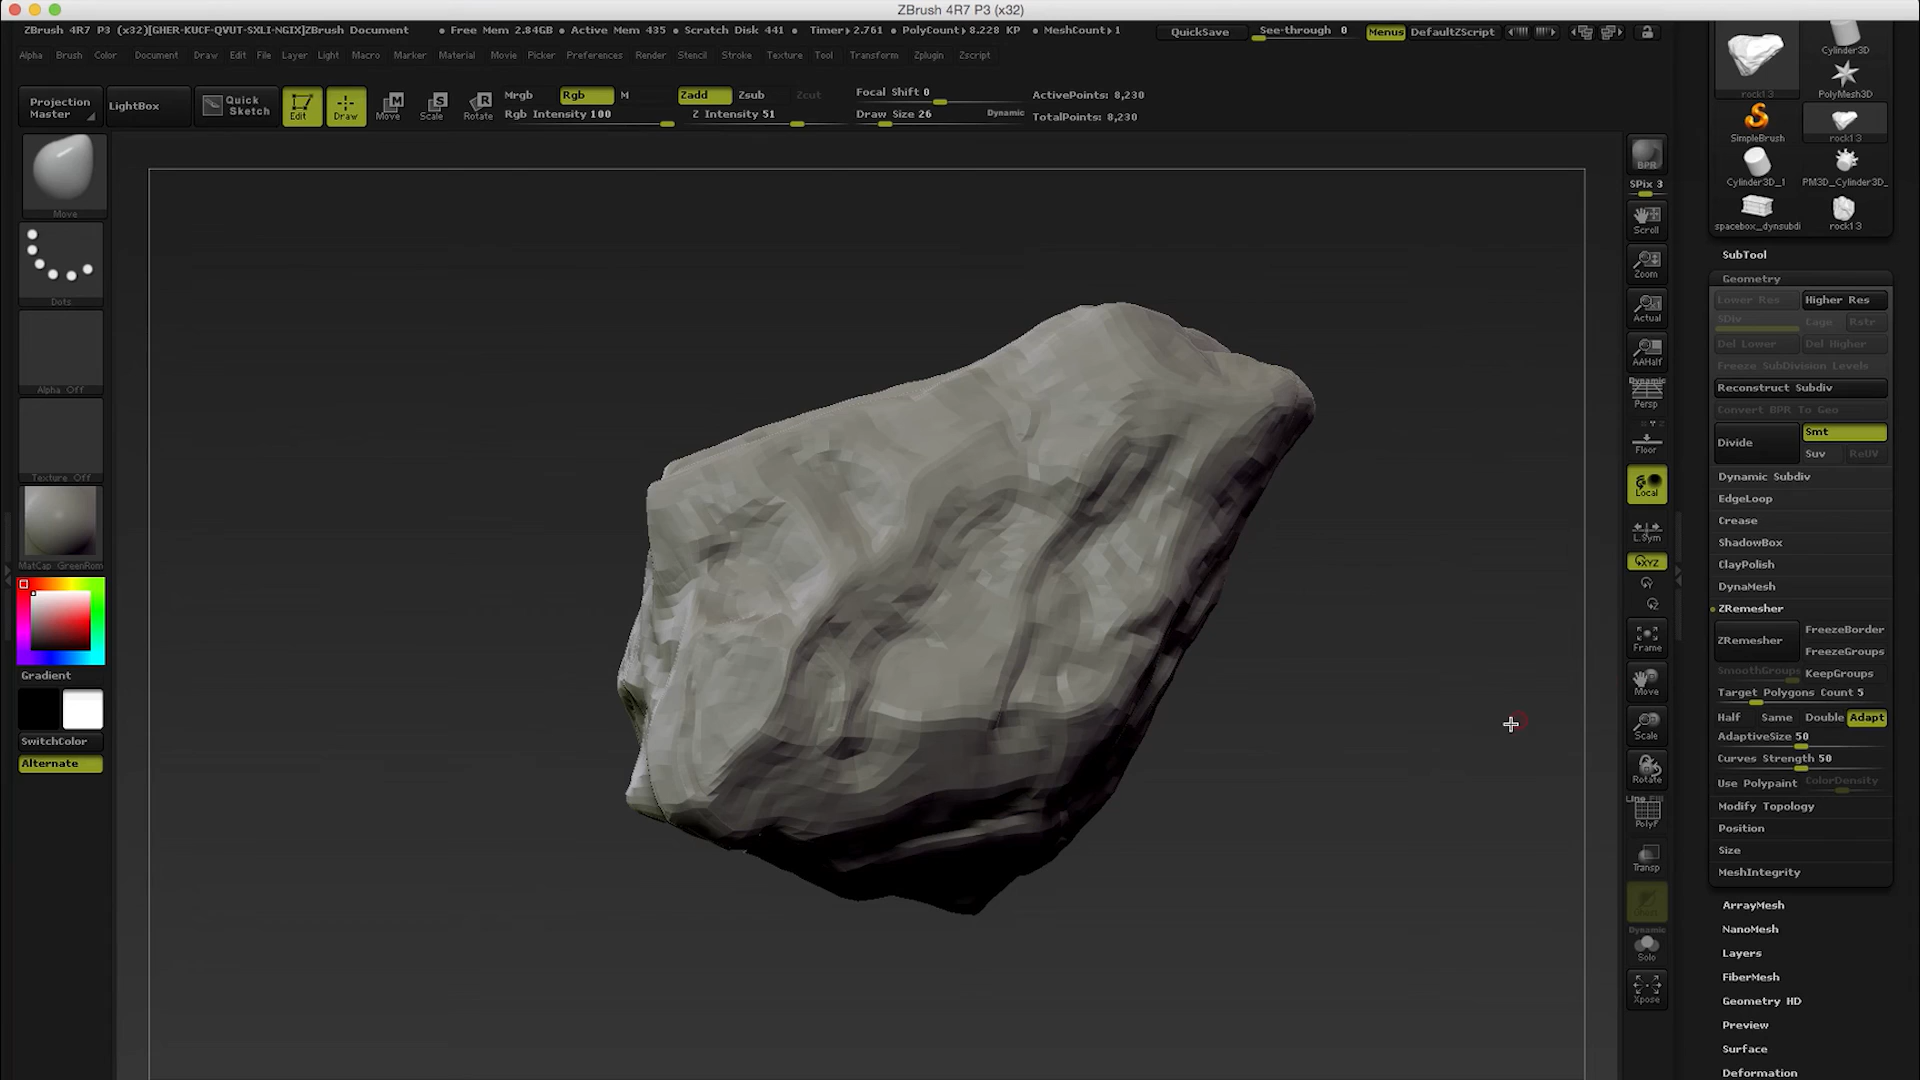 ZBrush 4R7 P3 (x32)
ZBrush 4R7 P3 (x32)[GHER-KUCF-QVUT-SXLI-NGIX]ZBrush Document • Free Mem 2.84GB • Active Mem 435 • Scratch Disk 441 • Timer▸2.761 • PolyCount▸8.228 KP • MeshCount▸1 QuickSave See-through 0 Menus DefaultZScript
Alpha Brush Color Document Draw Edit File Layer Light Macro Marker Material Movie Picker Preferences Render Stencil Stroke Texture Tool Transform Zplugin Zscript
Projection Master
LightBox
Quick Sketch
Edit
Draw
Move
Scale
Rotate
Mrgb Rgb M
Rgb Intensity 100
Zadd Zsub Zcut
Z Intensity 51
Focal Shift 0
Draw Size 26 Dynamic
ActivePoints: 8,230
TotalPoints: 8,230
Move
Dots
Alpha Off
Texture Off
MatCap GreenRom
Gradient
SwitchColor
Alternate
BPR
SPix 3
Scroll
Zoom
Actual
AAHalf
Dynamic
Persp
Floor
Local
L.Sym
XYZ
Frame
Move
Scale
Rotate
Line Fill
PolyF
Transp
Ghost
Dynamic
Solo
Xpose
rock1 3
Cylinder3D
PolyMesh3D
SimpleBrush
rock1 3
Cylinder3D_1
PM3D_Cylinder3D_
spacebox_dynsubdi
rock1 3
SubTool
Geometry
Lower Res Higher Res
SDiv Cage Rstr
Del Lower Del Higher
Freeze SubDivision Levels
Reconstruct Subdiv
Convert BPR To Geo
Divide
Smt
Suv ReUV
Dynamic Subdiv
EdgeLoop
Crease
ShadowBox
ClayPolish
DynaMesh
ZRemesher
ZRemesher
FreezeBorder
FreezeGroups
SmoothGroups KeepGroups
Target Polygons Count 5
Half Same Double Adapt
AdaptiveSize 50
Curves Strength 50
Use Polypaint ColorDensity
Modify Topology
Position
Size
MeshIntegrity
ArrayMesh
NanoMesh
Layers
FiberMesh
Geometry HD
Preview
Surface
Deformation